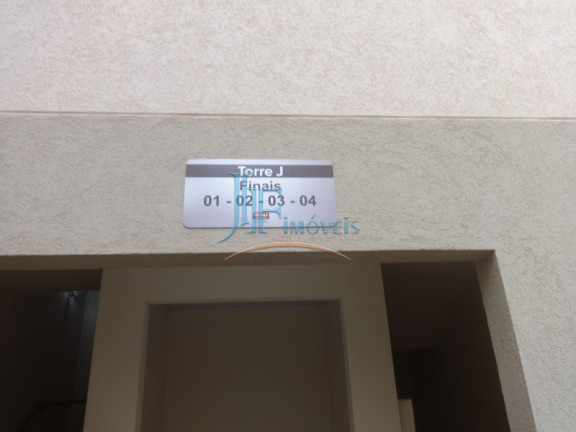 Torre J
Finais
01 - 02 - 03 - 04
JF imóveis